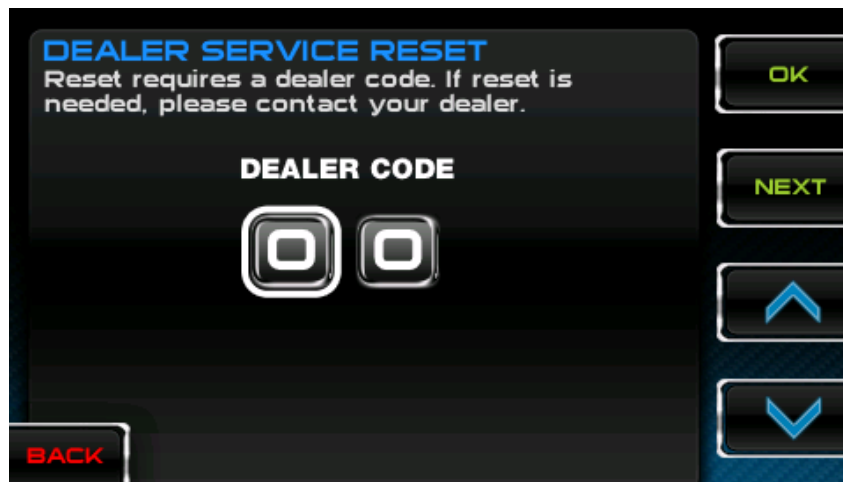 DEALER SERVICE RESET
Reset requires a dealer code. If reset is
needed, please contact your dealer.
DEALER CODE
0 0
OK
NEXT
BACK